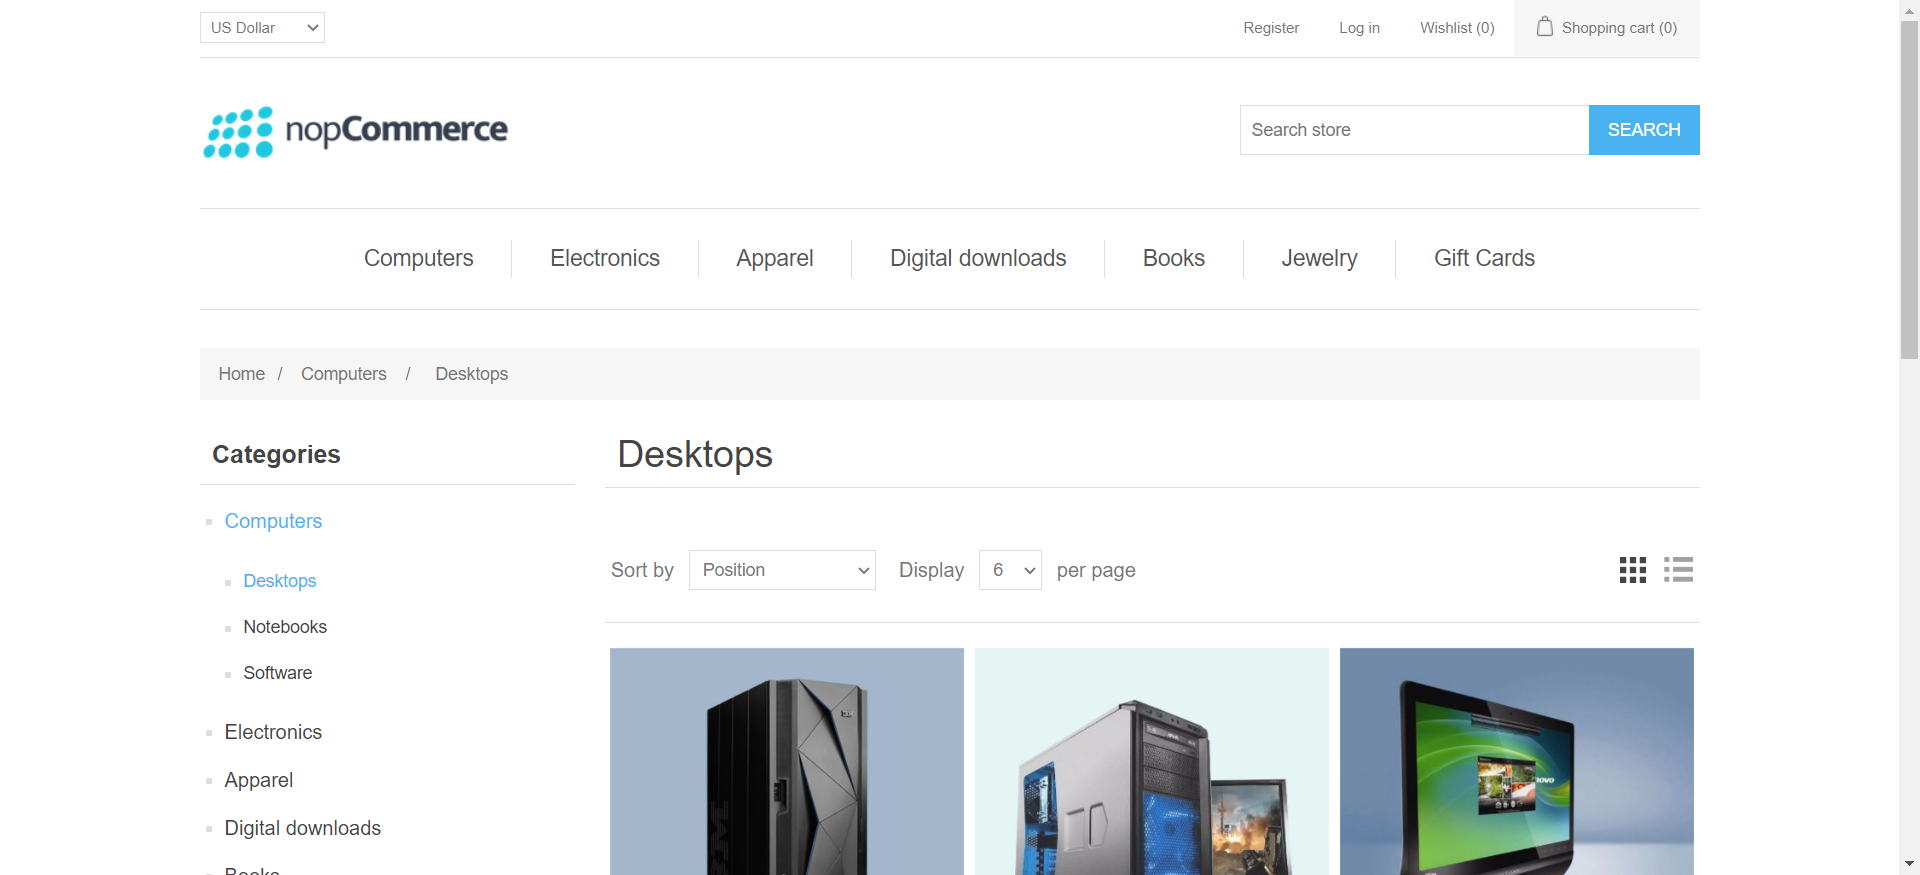 US Dollar
Register Log in Wishlist (0) Shopping cart (0)
nopCommerce
Search store
SEARCH
Computers Electronics Apparel Digital downloads Books Jewelry Gift Cards
Home / Computers / Desktops
Categories
Desktops
Computers
Desktops
Notebooks
Software
Electronics
Apparel
Digital downloads
Books
Sort by Position Display 6 per page
IBM